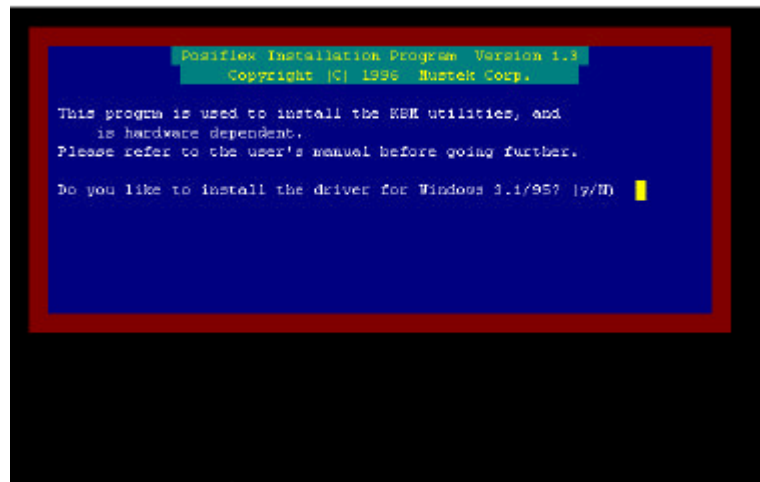 Posiflex Installation Program Version 1.3
Copyright (C) 1996 Mustek Corp.
This progrm is used to install the KBM utilities, and
is hardware dependent.
Please refer to the user's manual before going further.
Do you like to install the driver for Windows 3.1/95? (y/N)